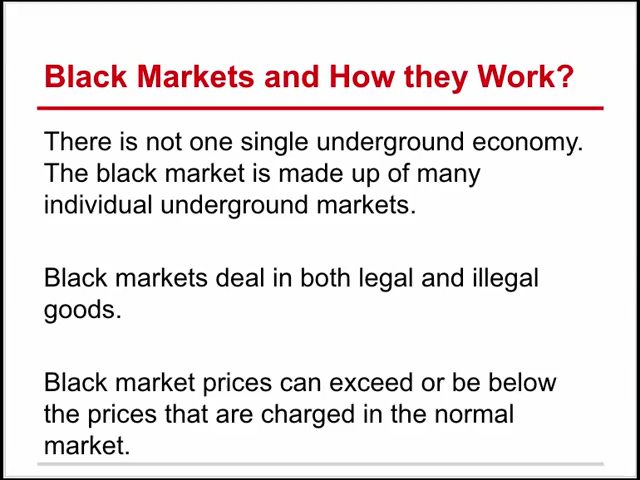 Black Markets and How they Work?
There is not one single underground economy.
The black market is made up of many
individual underground markets.
Black markets deal in both legal and illegal
goods.
Black market prices can exceed or be below
the prices that are charged in the normal
market.